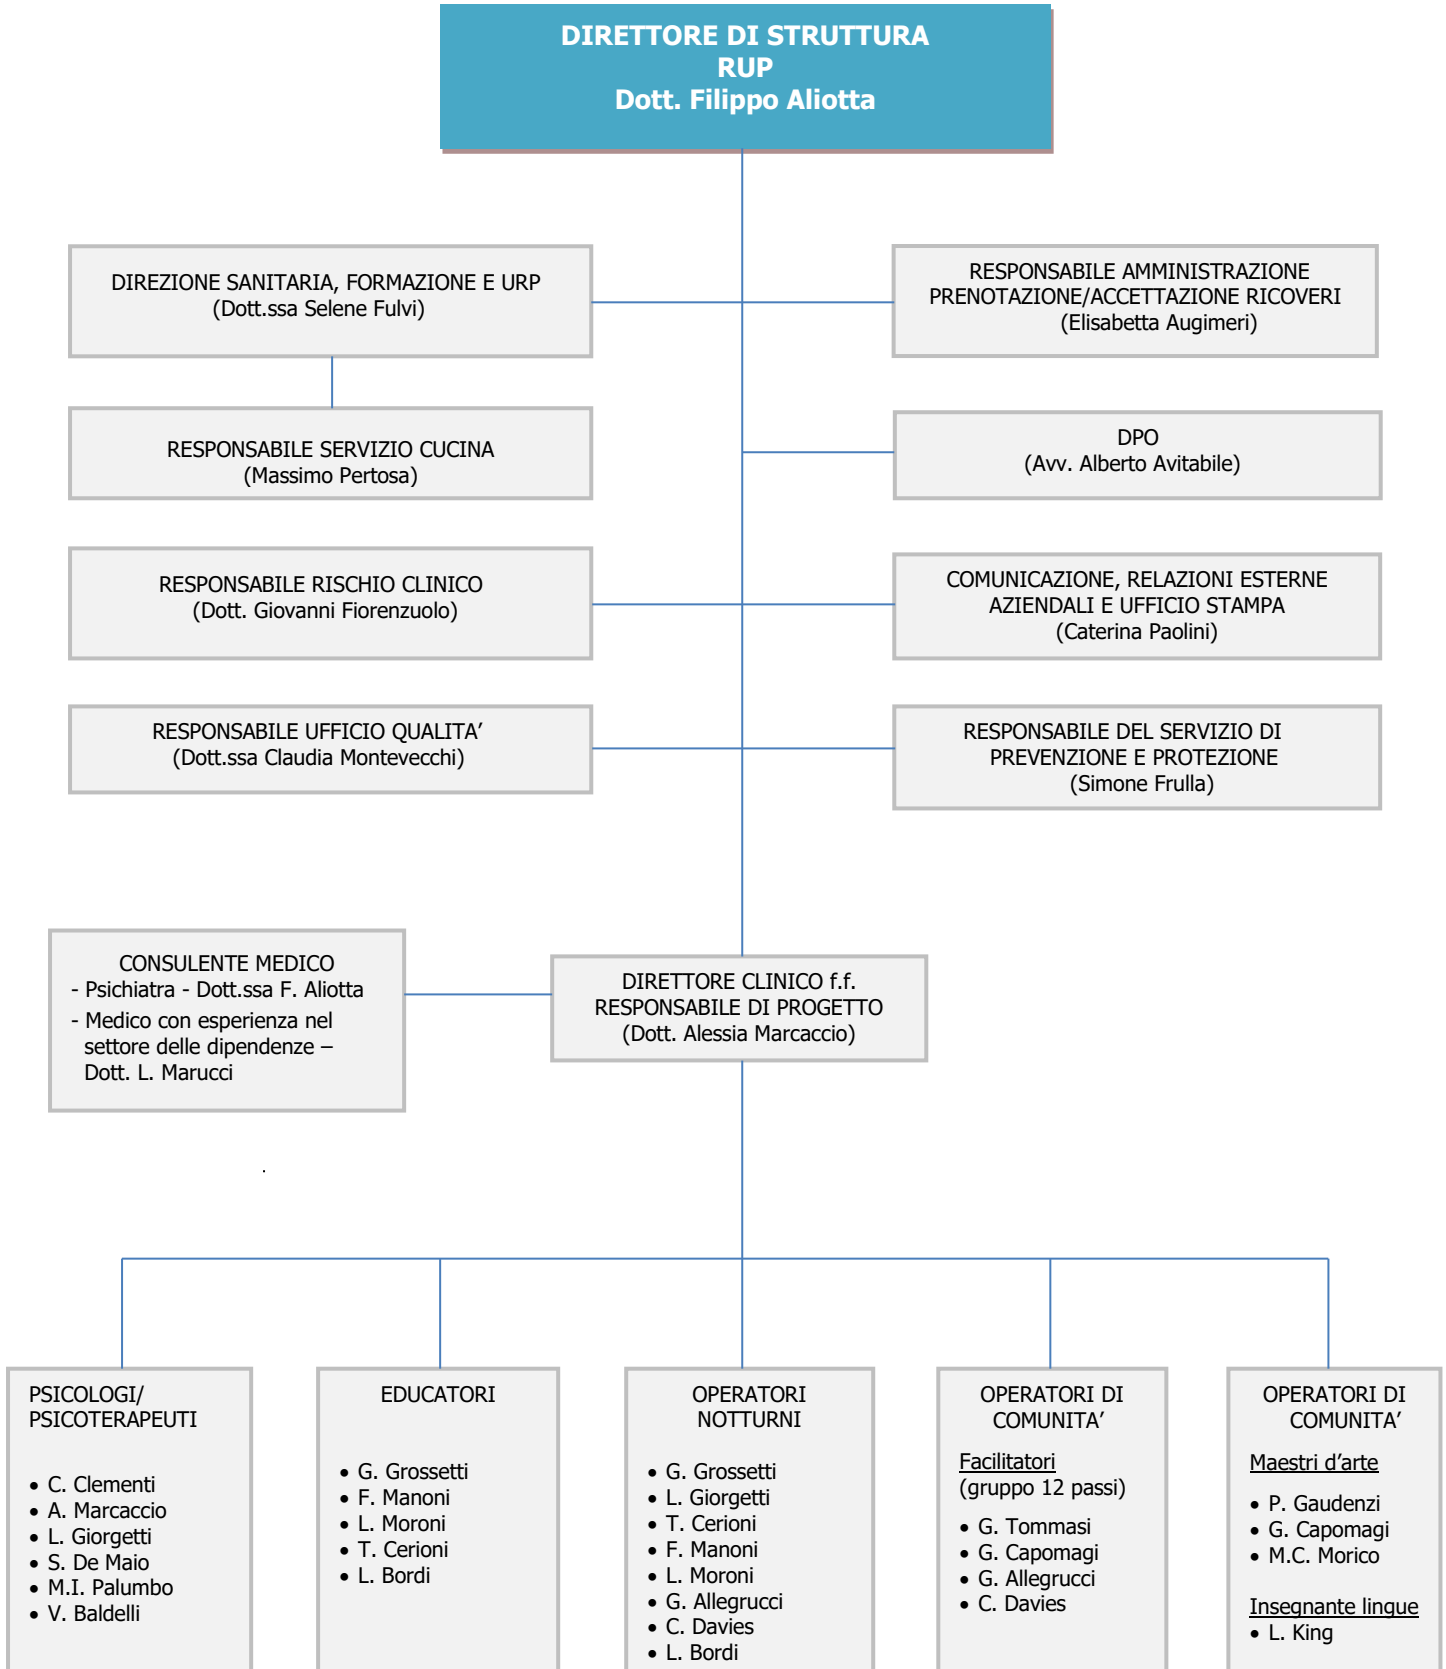 DIRETTORE DI STRUTTURA
RUP
Dott. Filippo Aliotta
DIREZIONE SANITARIA, FORMAZIONE E URP
(Dott.ssa Selene Fulvi)
RESPONSABILE AMMINISTRAZIONE
PRENOTAZIONE/ACCETTAZIONE RICOVERI
(Elisabetta Augimeri)
RESPONSABILE SERVIZIO CUCINA
(Massimo Pertosa)
DPO
(Avv. Alberto Avitabile)
RESPONSABILE RISCHIO CLINICO
(Dott. Giovanni Fiorenzuolo)
COMUNICAZIONE, RELAZIONI ESTERNE
AZIENDALI E UFFICIO STAMPA
(Caterina Paolini)
RESPONSABILE UFFICIO QUALITA’
(Dott.ssa Claudia Montevecchi)
RESPONSABILE DEL SERVIZIO DI
PREVENZIONE E PROTEZIONE
(Simone Frulla)
CONSULENTE MEDICO
- Psichiatra - Dott.ssa F. Aliotta
- Medico con esperienza nel
settore delle dipendenze –
Dott. L. Marucci
DIRETTORE CLINICO f.f.
RESPONSABILE DI PROGETTO
(Dott. Alessia Marcaccio)
.
PSICOLOGI/
PSICOTERAPEUTI
• C. Clementi
• A. Marcaccio
• L. Giorgetti
• S. De Maio
• M.I. Palumbo
• V. Baldelli
EDUCATORI
• G. Grossetti
• F. Manoni
• L. Moroni
• T. Cerioni
• L. Bordi
OPERATORI
NOTTURNI
• G. Grossetti
• L. Giorgetti
• T. Cerioni
• F. Manoni
• L. Moroni
• G. Allegrucci
• C. Davies
• L. Bordi
OPERATORI DI
COMUNITA’
Facilitatori
(gruppo 12 passi)
• G. Tommasi
• G. Capomagi
• G. Allegrucci
• C. Davies
OPERATORI DI
COMUNITA’
Maestri d’arte
• P. Gaudenzi
• G. Capomagi
• M.C. Morico
Insegnante lingue
• L. King